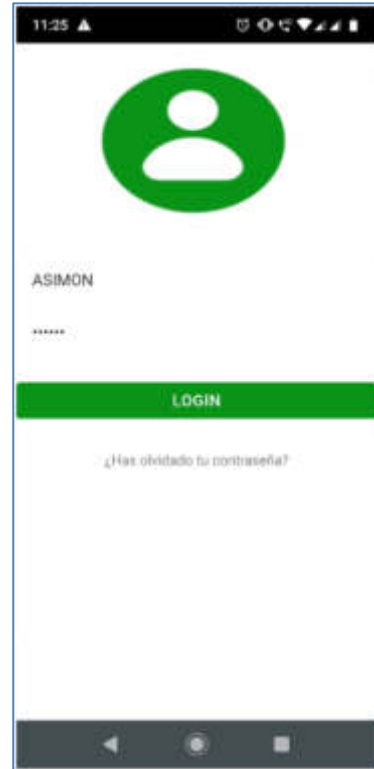 11:25
ASIMON
••••••
LOGIN
¿Has olvidado tu contraseña?